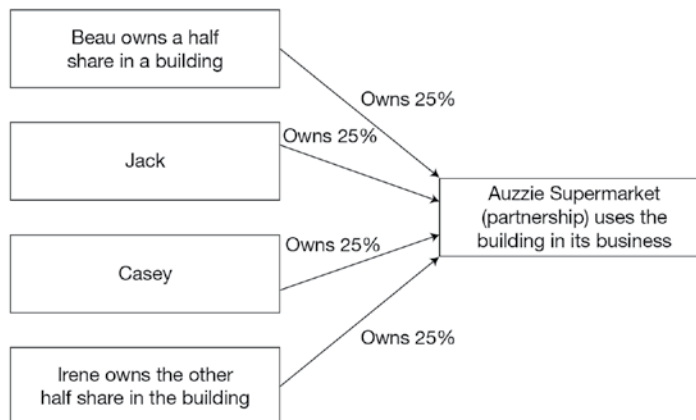 Beau owns a half
share in a building
Owns 25%
Owns 25%
Jack
Auzzie Supermarket
(partnership) uses the
building in its business
Owns 25%
Casey
Owns 25%
Irene owns the other
half share in the building